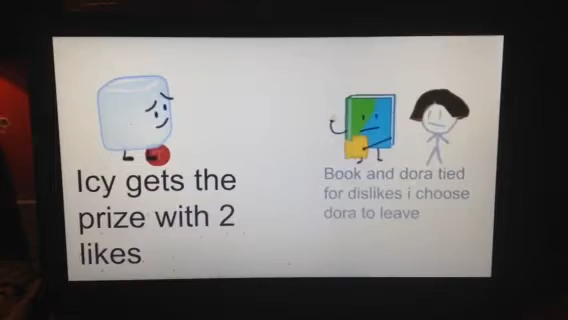 Icy gets the
prize with 2
likes
Book and dora tied
for dislikes i choose
dora to leave